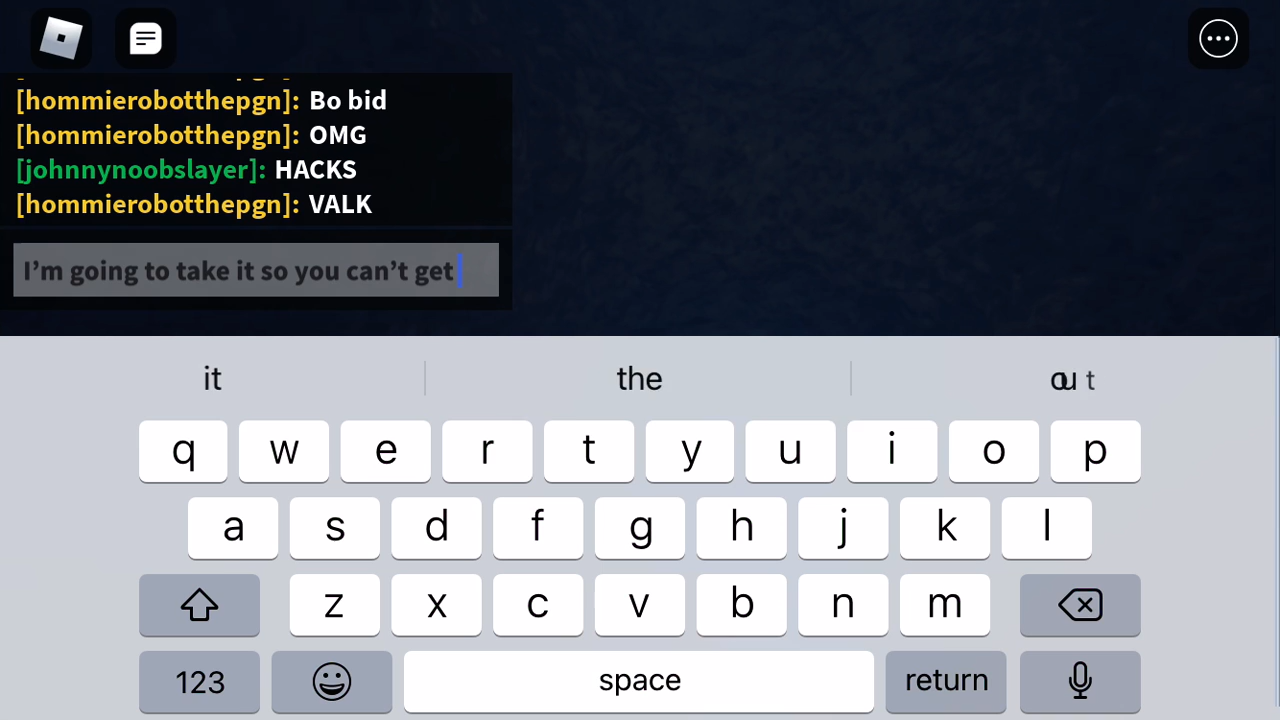 [hommierobotthepgn]: Bo bid
[hommierobotthepgn]: OMG
[johnnynoobslayer]: HACKS
[hommierobotthepgn]: VALK
I’m going to take it so you can’t get
it the
q w e r t y u i o p
a s d f g h j k l
z x c v b n m
123 space return